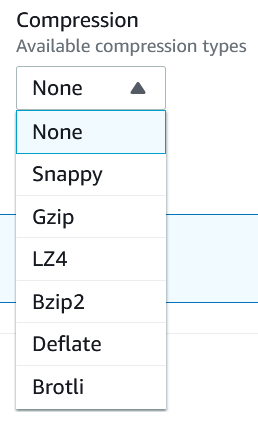 Compression
Available compression types
None
None
Snappy
Gzip
LZ4
Bzip2
Deflate
Brotli